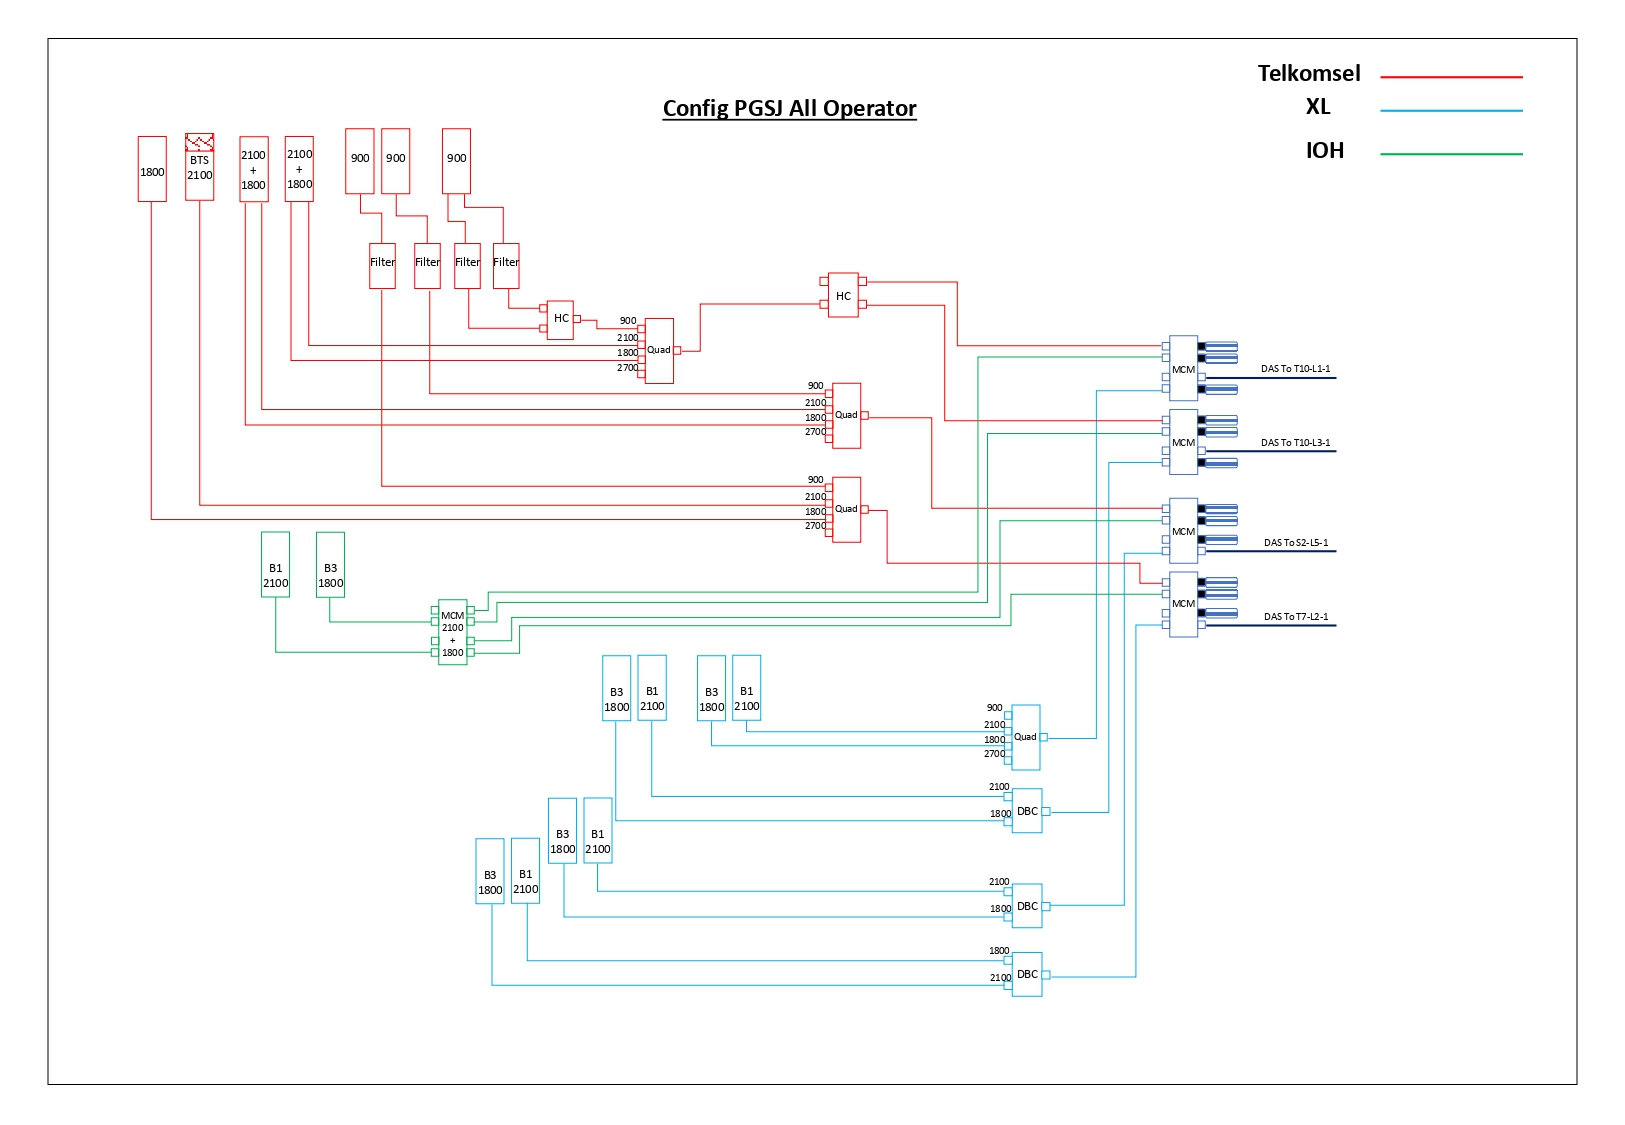 Telkomsel
XL
IOH
Config PGSJ All Operator
1800
BTS
2100
2100
+
1800
2100
+
1800
900
900
900
Filter
Filter
Filter
Filter
HC
HC
900
2100
1800
2700
Quad
900
2100
1800
2700
Quad
900
2100
1800
2700
Quad
MCM
DAS To T10-L1-1
MCM
DAS To T10-L3-1
MCM
DAS To S2-L5-1
MCM
DAS To T7-L2-1
B1
2100
B3
1800
MCM
2100
+
1800
B3
1800
B1
2100
B3
1800
B1
2100
900
2100
1800
2700
Quad
2100
1800
DBC
B3
1800
B1
2100
B3
1800
B1
2100
2100
1800
DBC
1800
2100
DBC